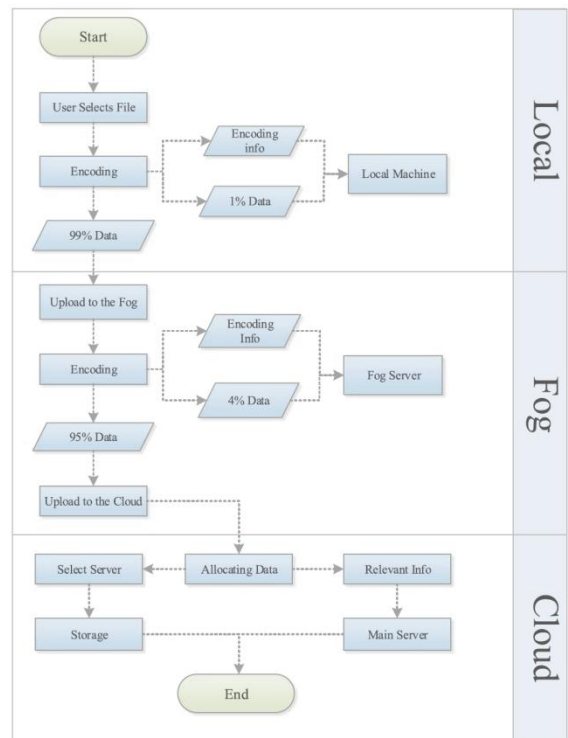 Start
User Selects File
Encoding
Encoding
info
1% Data
Local Machine
99% Data
Local
Upload to the Fog
Encoding
Encoding
Info
4% Data
Fog Server
95% Data
Upload to the Cloud
Fog
Select Server
Allocating Data
Relevant Info
Storage
Main Server
End
Cloud